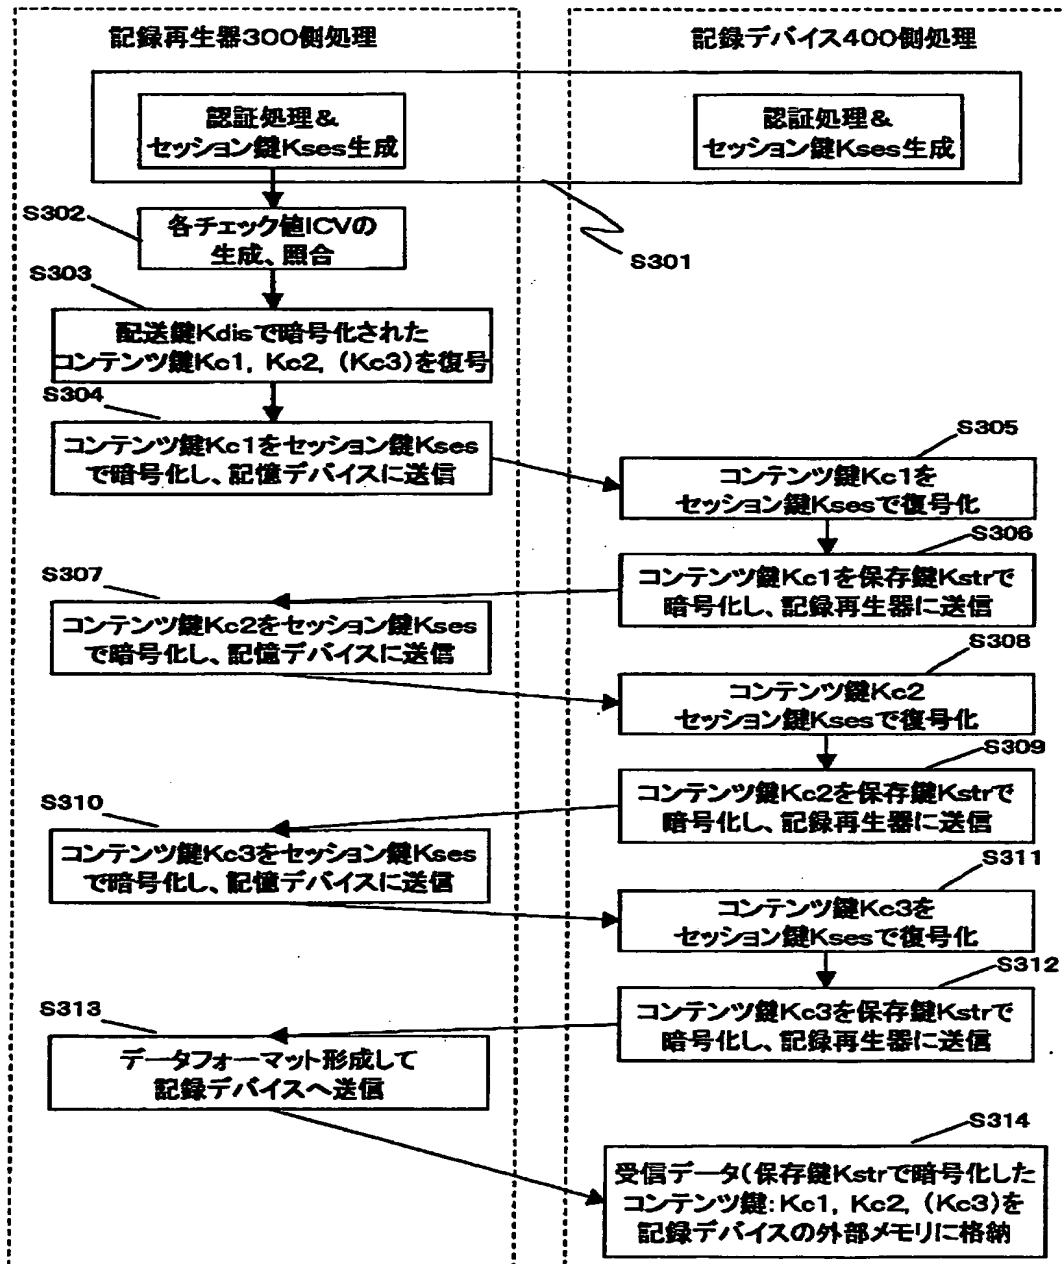 記録再生器300側処理
記録デバイス400側処理
認証処理&
セッション鍵Kses生成
認証処理&
セッション鍵Kses生成
S301
S302
各チェック値ICVの
生成、照合
S303
配送鍵Kdisで暗号化された
コンテンツ鍵Kc1, Kc2, (Kc3)を復号
S304
コンテンツ鍵Kc1をセッション鍵Kses
で暗号化し、記憶デバイスに送信
S305
コンテンツ鍵Kc1を
セッション鍵Ksesで復号化
S306
コンテンツ鍵Kc1を保存鍵Kstrで
暗号化し、記録再生器に送信
S307
コンテンツ鍵Kc2をセッション鍵Kses
で暗号化し、記憶デバイスに送信
S308
コンテンツ鍵Kc2
セッション鍵Ksesで復号化
S309
コンテンツ鍵Kc2を保存鍵Kstrで
暗号化し、記録再生器に送信
S310
コンテンツ鍵Kc3をセッション鍵Kses
で暗号化し、記憶デバイスに送信
S311
コンテンツ鍵Kc3を
セッション鍵Ksesで復号化
S312
コンテンツ鍵Kc3を保存鍵Kstrで
暗号化し、記録再生器に送信
S313
データフォーマット形成して
記録デバイスへ送信
S314
受信データ(保存鍵Kstrで暗号化した
コンテンツ鍵:Kc1, Kc2, (Kc3)を
記録デバイスの外部メモリに格納